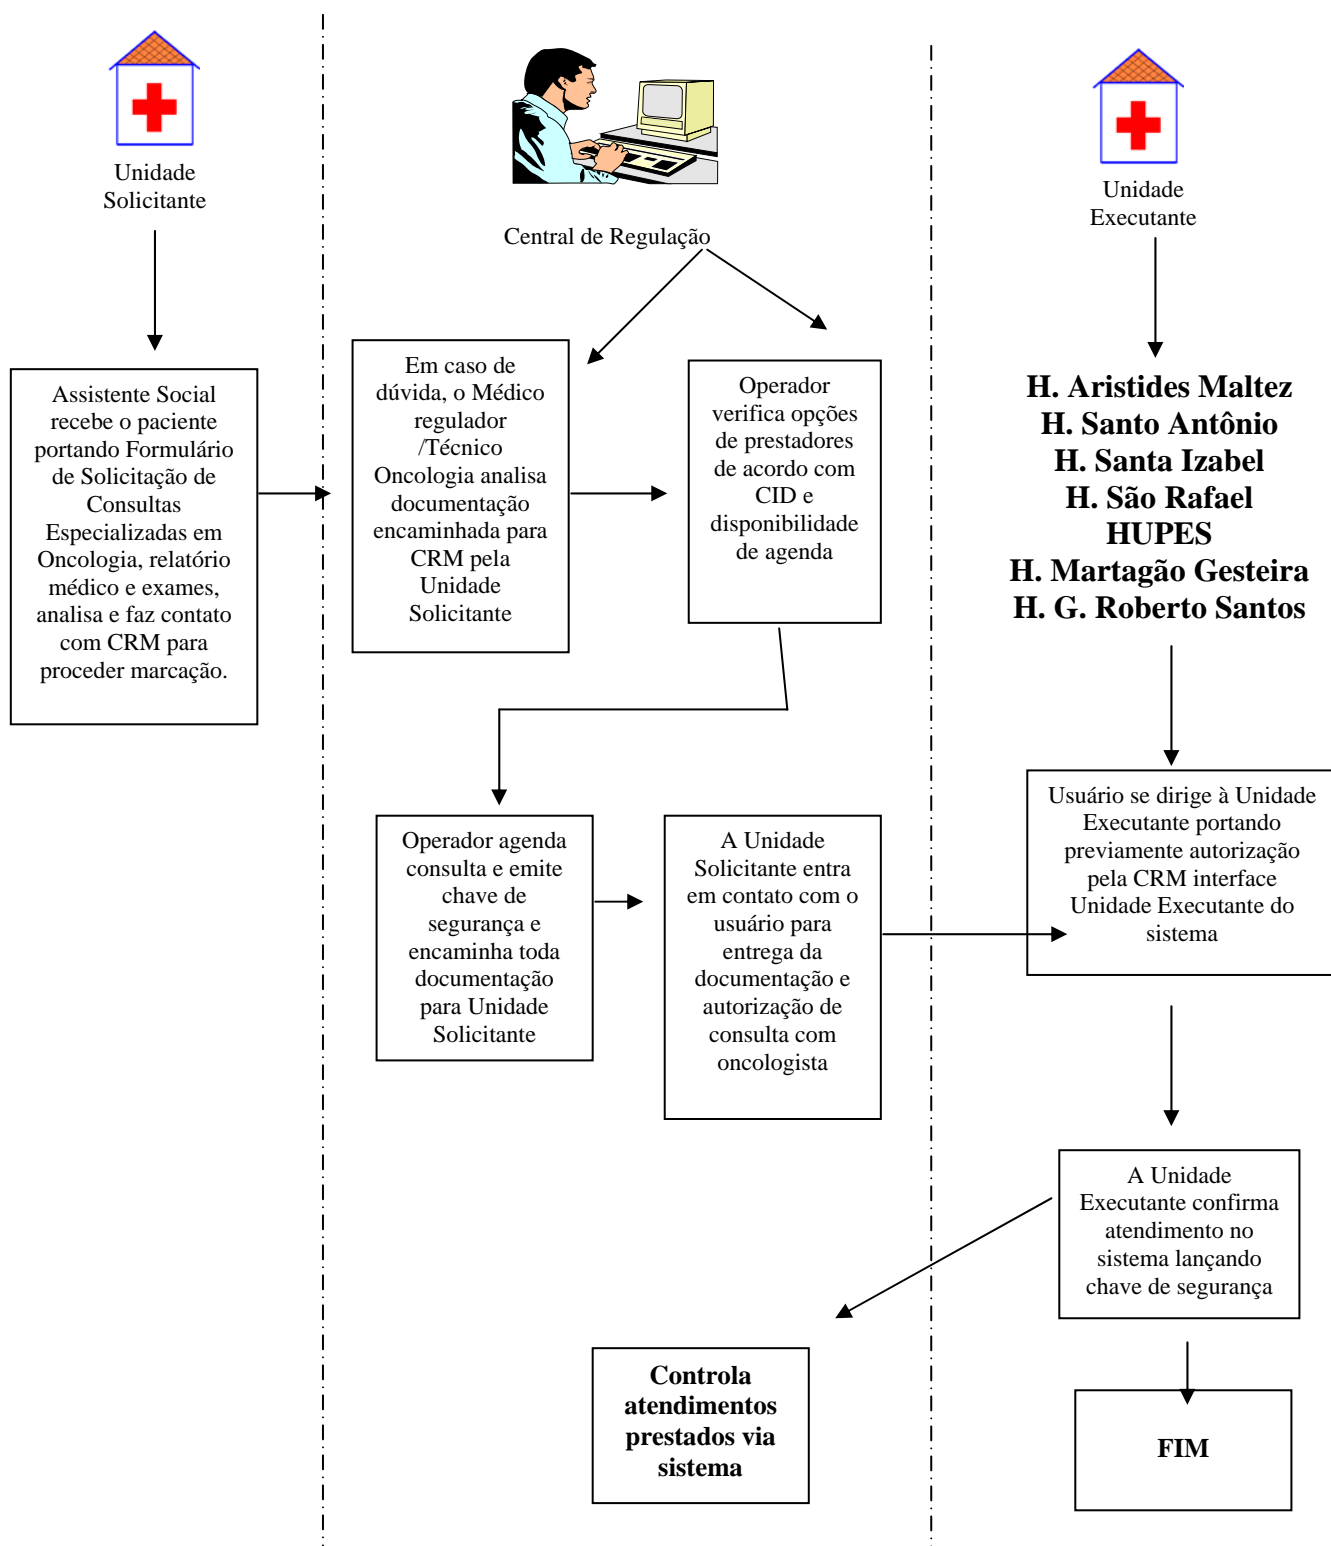 Unidade
Solicitante
Assistente Social
recebe o paciente
portando Formulário
de Solicitação de
Consultas
Especializadas em
Oncologia, relatório
médico e exames,
analisa e faz contato
com CRM para
proceder marcação.
Central de Regulação
Em caso de
dúvida, o Médico
regulador
/Técnico
Oncologia analisa
documentação
encaminhada para
CRM pela
Unidade
Solicitante
Operador
verifica opções
de prestadores
de acordo com
CID e
disponibilidade
de agenda
Operador agenda
consulta e emite
chave de
segurança e
encaminha toda
documentação
para Unidade
Solicitante
A Unidade
Solicitante entra
em contato com o
usuário para
entrega da
documentação e
autorização de
consulta com
oncologista
Unidade
Executante
H. Aristides Maltez
H. Santo Antônio
H. Santa Izabel
H. São Rafael
HUPES
H. Martagão Gesteira
H. G. Roberto Santos
Usuário se dirige à Unidade
Executante portando
previamente autorização
pela CRM interface
Unidade Executante do
sistema
A Unidade
Executante confirma
atendimento no
sistema lançando
chave de segurança
Controla
atendimentos
prestados via
sistema
FIM